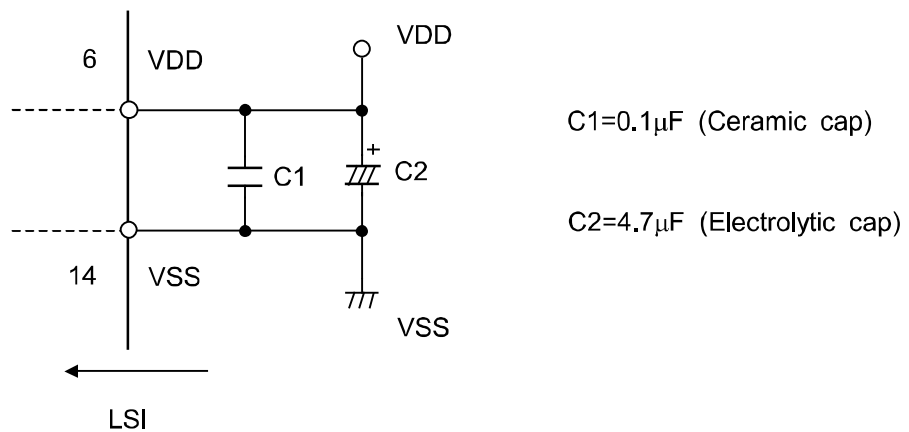 VDD
6 VDD
C1=0.1μF (Ceramic cap)
+
C1
C2
C2=4.7μF (Electrolytic cap)
14 VSS
VSS
LSI